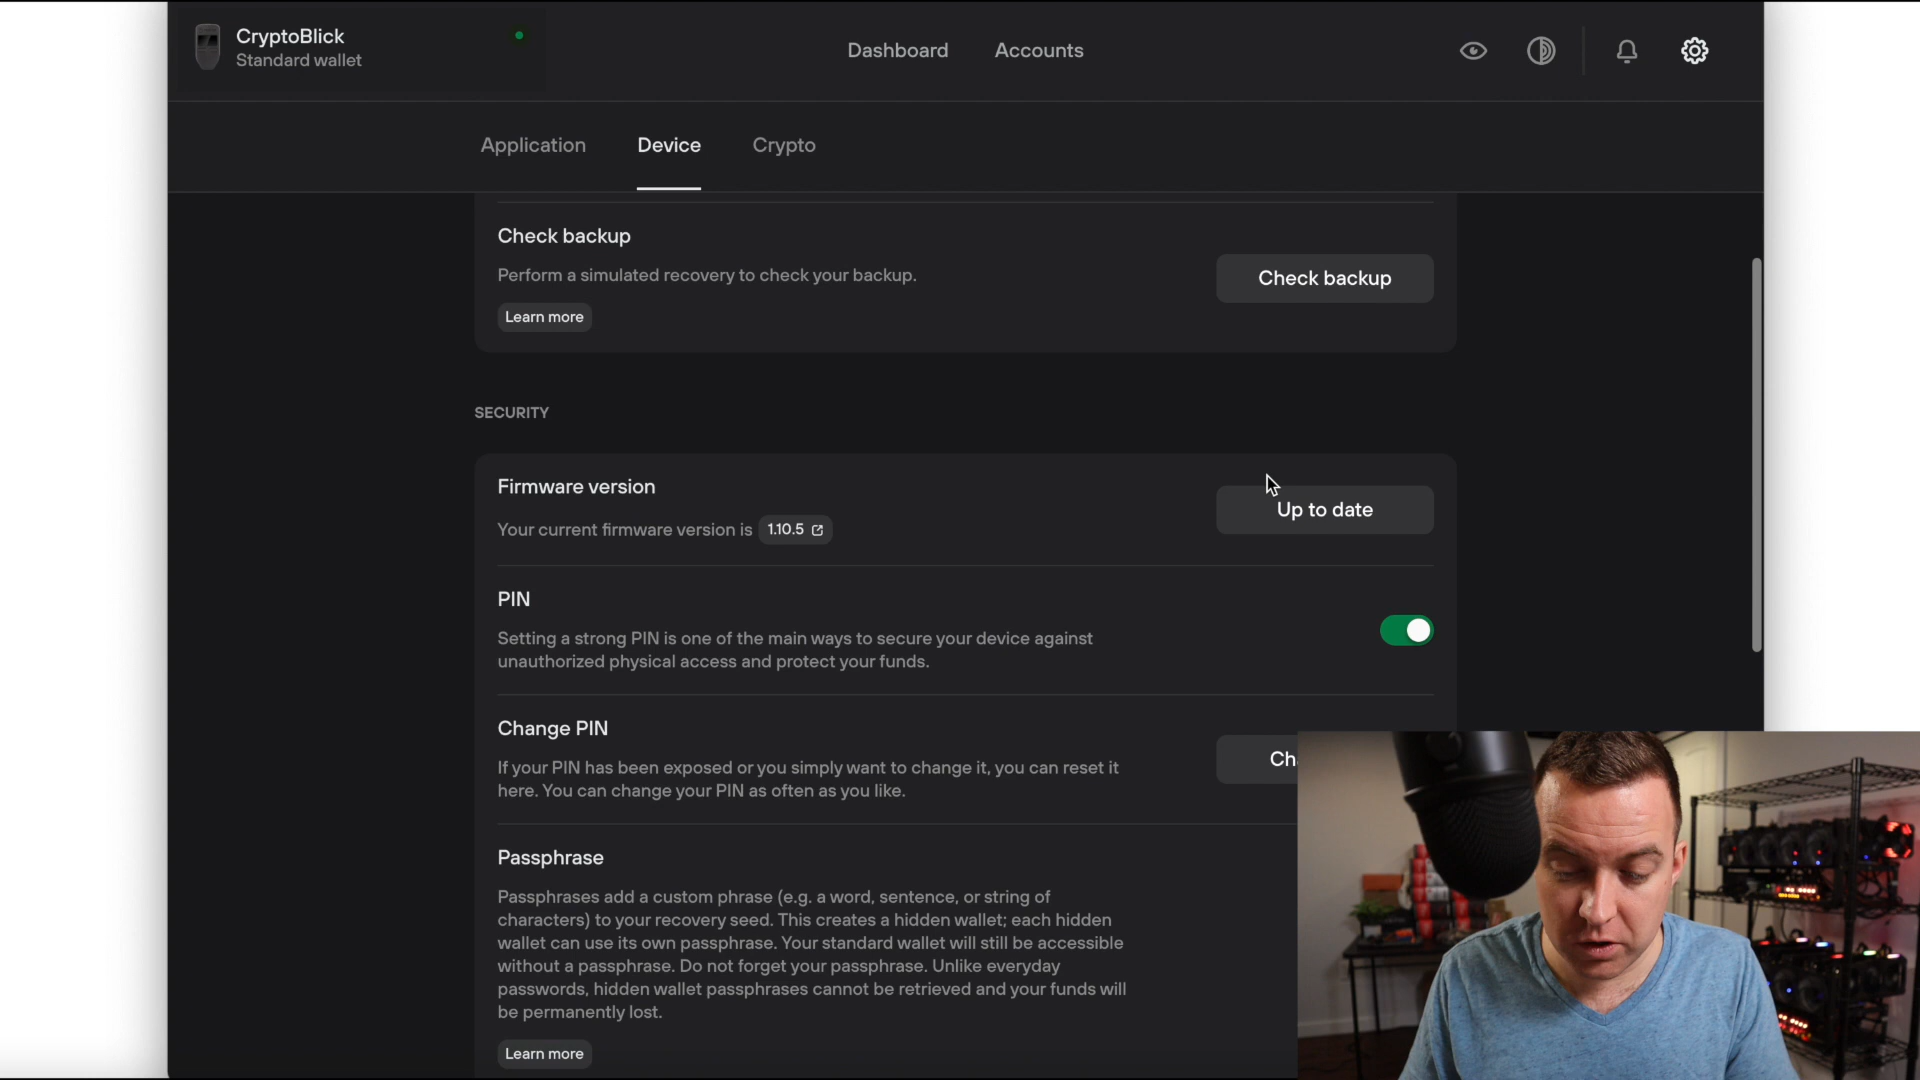 CryptoBlick
Standard wallet
Dashboard
Accounts
Application
Device
Crypto
Check backup
Perform a simulated recovery to check your backup.
Check backup
Learn more
SECURITY
Firmware version
Your current firmware version is 1.10.5
Up to date
PIN
Setting a strong PIN is one of the main ways to secure your device against
unauthorized physical access and protect your funds.
Change PIN
If your PIN has been exposed or you simply want to change it, you can reset it
here. You can change your PIN as often as you like.
Passphrase
Passphrases add a custom phrase (e.g. a word, sentence, or string of
characters) to your recovery seed. This creates a hidden wallet; each hidden
wallet can use its own passphrase. Your standard wallet will still be accessible
without a passphrase. Do not forget your passphrase. Unlike everyday
passwords, hidden wallet passphrases cannot be retrieved and your funds will
be permanently lost.
Learn more